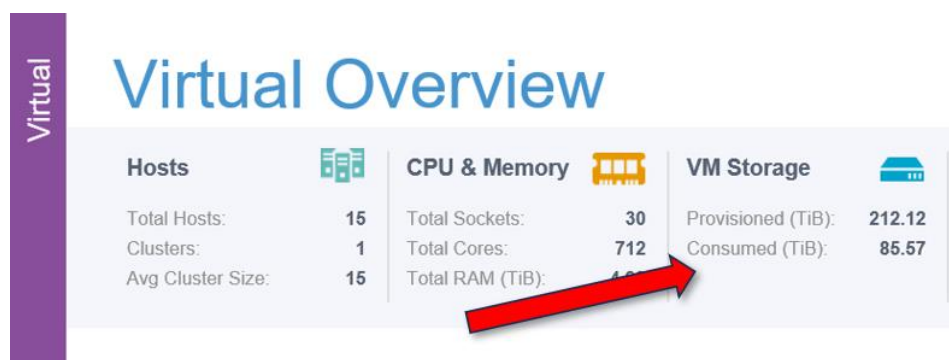 Virtual
Virtual Overview
Hosts
Total Hosts: 15
Clusters: 1
Avg Cluster Size: 15
CPU & Memory
Total Sockets: 30
Total Cores: 712
Total RAM (TiB):
VM Storage
Provisioned (TiB): 212.12
Consumed (TiB): 85.57